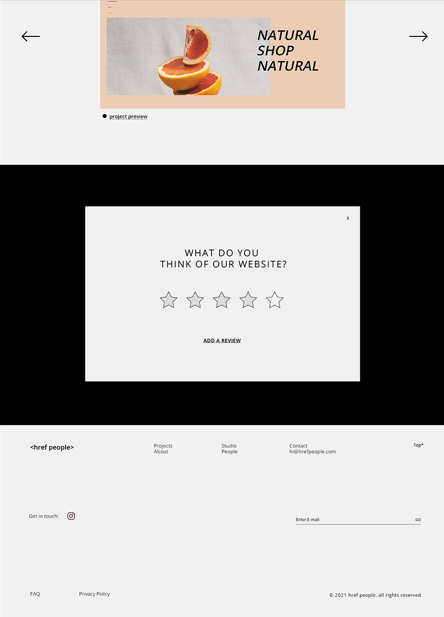 NATURAL
SHOP
NATURAL
project preview
X
WHAT DO YOU
THINK OF OUR WEBSITE?
ADD A REVIEW
<href people>
Projects
About
Studio
People
Contact
hi@hrefpeople.com
Top*
Get in touch:
Enter E-mail
GO
FAQ
Privacy Policy
© 2021 href people. all rights reserved